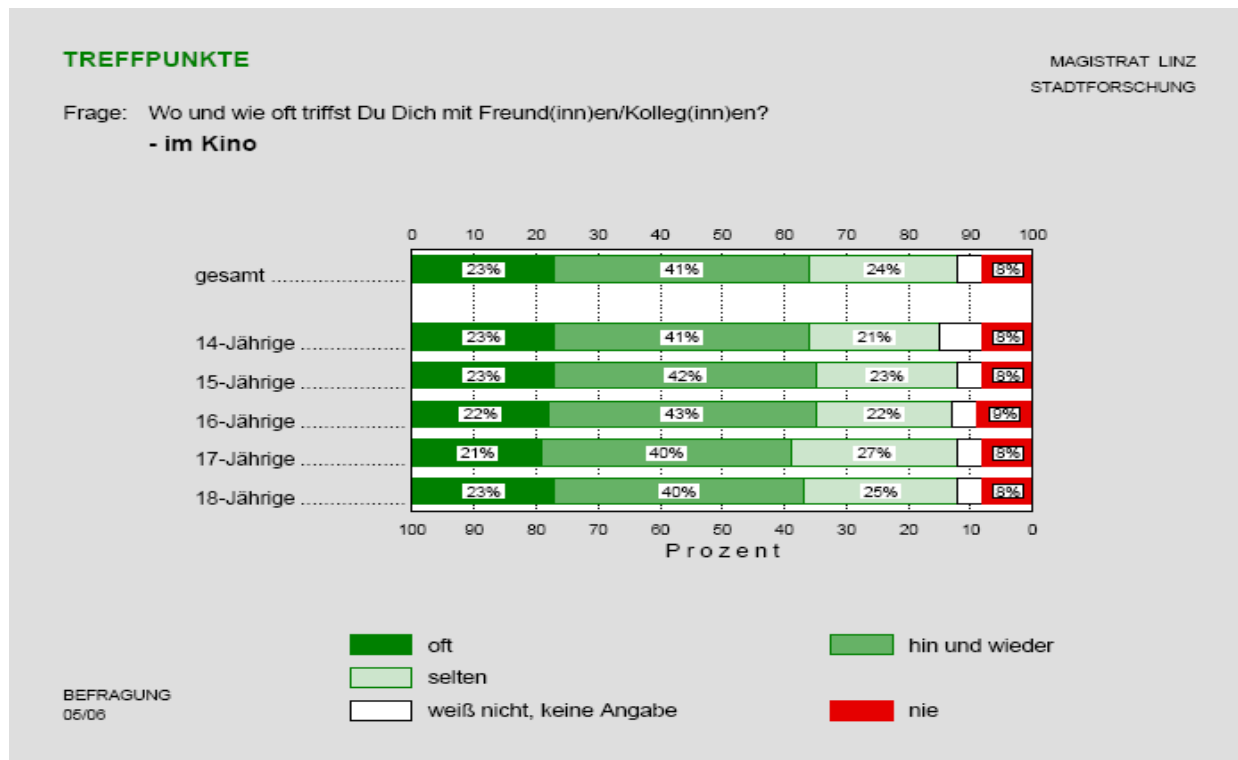 TREFFPUNKTE
MAGISTRAT LINZ
STADTFORSCHUNG
Frage: Wo und wie oft triffst Du Dich mit Freund(inn)en/Kolleg(inn)en?
- im Kino
0 10 20 30 40 50 60 70 80 90 100
gesamt ...................... 23% 41% 24% 8%
14-Jährige .................. 23% 41% 21% 8%
15-Jährige .................. 23% 42% 23% 8%
16-Jährige .................. 22% 43% 22% 9%
17-Jährige .................. 21% 40% 27% 8%
18-Jährige .................. 23% 40% 25% 8%
100 90 80 70 60 50 40 30 20 10 0
Prozent
oft hin und wieder
selten
weiß nicht, keine Angabe nie
BEFRAGUNG
05/06